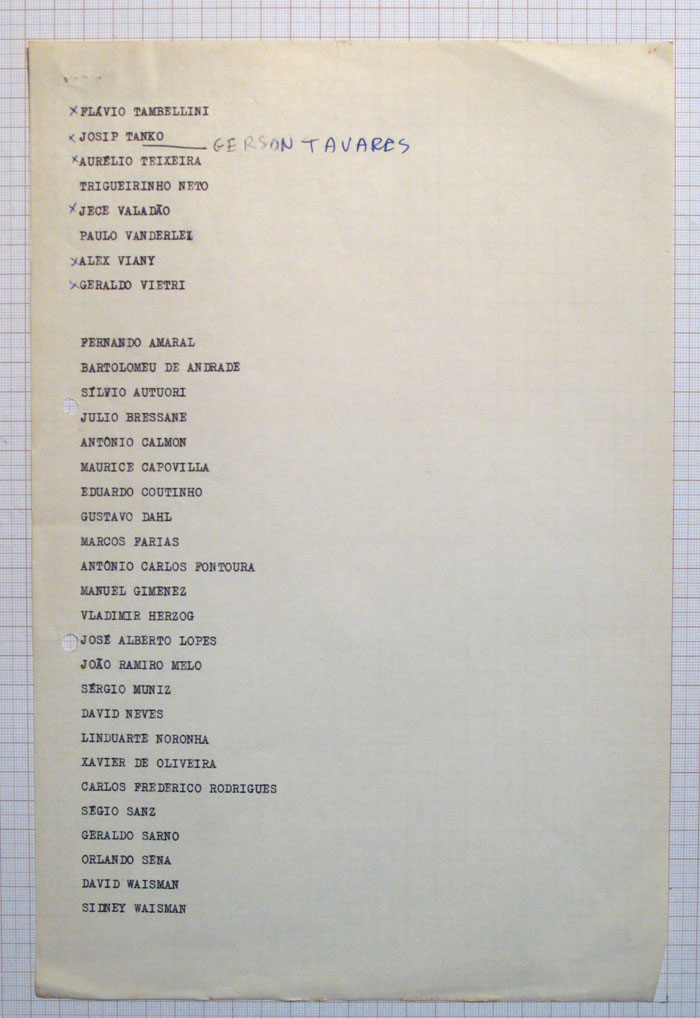 x FLÁVIO TAMBELLINI
x JOSIP TANKO — GERSON TAVARES
x AURÉLIO TEIXEIRA
TRIGUEIRINHO NETO
x JECE VALADÃO
PAULO VANDERLEI
x ALEX VIANY
x GERALDO VIETRI
FERNANDO AMARAL
BARTOLOMEU DE ANDRADE
SÍLVIO AUTUORI
JULIO BRESSANE
ANTÔNIO CALMON
MAURICE CAPOVILLA
EDUARDO COUTINHO
GUSTAVO DAHL
MARCOS FARIAS
ANTÔNIO CARLOS FONTOURA
MANUEL GIMENEZ
VLADIMIR HERZOG
JOSÉ ALBERTO LOPES
JOÃO RAMIRO MELO
SÉRGIO MUNIZ
DAVID NEVES
LINDUARTE NORONHA
XAVIER DE OLIVEIRA
CARLOS FREDERICO RODRIGUES
SÉGIO SANZ
GERALDO SARNO
ORLANDO SENA
DAVID WAISMAN
SIDNEY WAISMAN